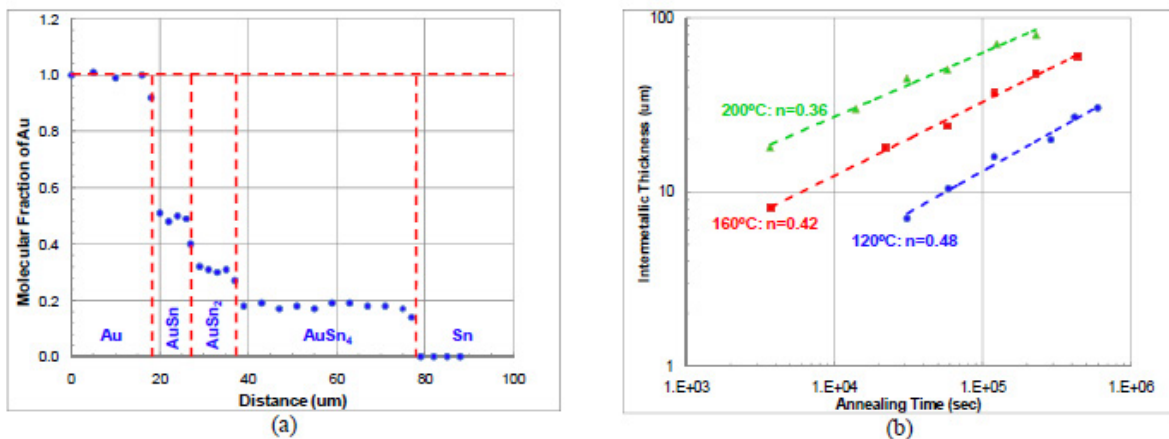 1.2
1.0
0.8
0.6
0.4
0.2
0.0
Molecular Fraction of Au
Au
AuSn
AuSn₂
AuSn₄
Sn
0 20 40 60 80 100
Distance (um)
(a)
100
10
1
Intermetallic Thickness (um)
200ºC: n=0.36
160ºC: n=0.42
120ºC: n=0.48
1.E+03 1.E+04 1.E+05 1.E+06
Annealing Time (sec)
(b)